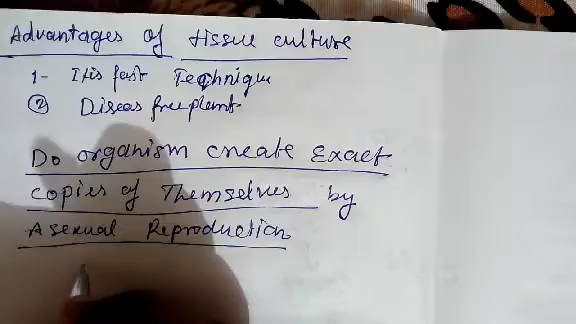 Advantages of tissue culture
1- It is fast Technique
② Diseas free plant
Do organism create Exact
copies of Themselves by
Asexual Reproduction